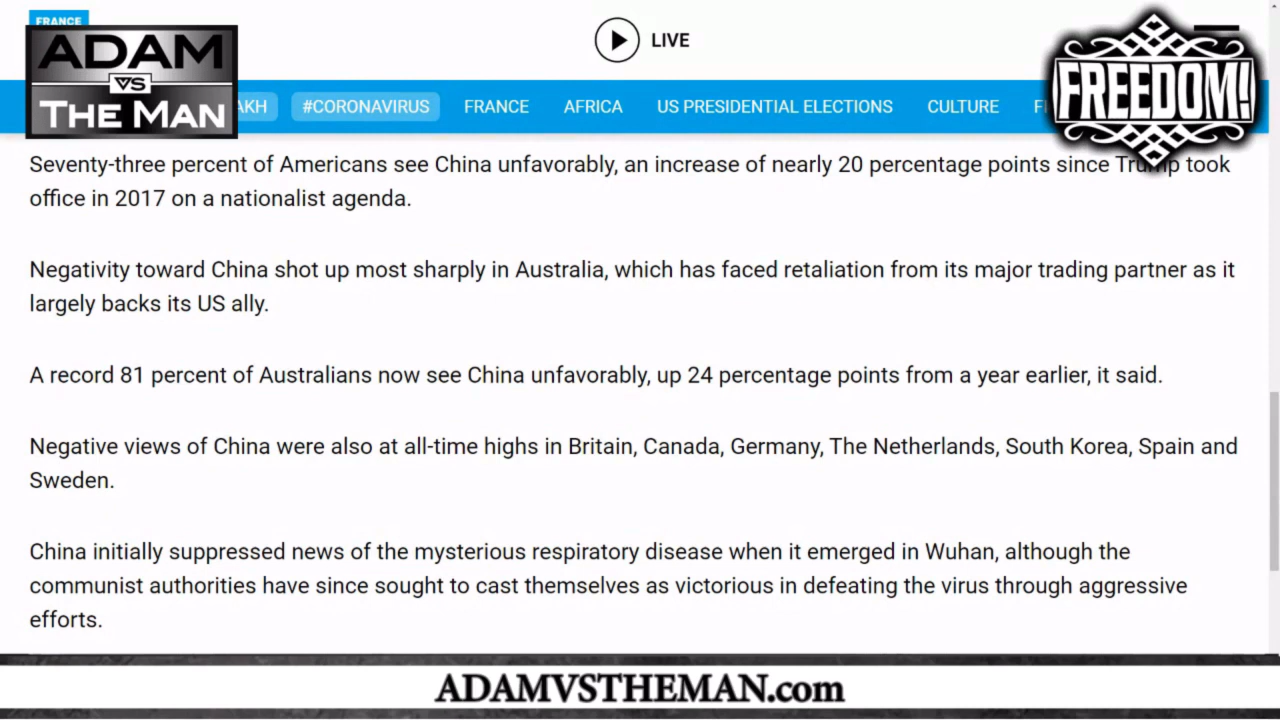 FRANCE
ADAM
VS
THE MAN
LIVE
FREEDOM!
AKH
#CORONAVIRUS
FRANCE
AFRICA
US PRESIDENTIAL ELECTIONS
CULTURE
Seventy-three percent of Americans see China unfavorably, an increase of nearly 20 percentage points since Trump took
office in 2017 on a nationalist agenda.
Negativity toward China shot up most sharply in Australia, which has faced retaliation from its major trading partner as it
largely backs its US ally.
A record 81 percent of Australians now see China unfavorably, up 24 percentage points from a year earlier, it said.
Negative views of China were also at all-time highs in Britain, Canada, Germany, The Netherlands, South Korea, Spain and
Sweden.
China initially suppressed news of the mysterious respiratory disease when it emerged in Wuhan, although the
communist authorities have since sought to cast themselves as victorious in defeating the virus through aggressive
efforts.
ADAMVSTHEMAN.com